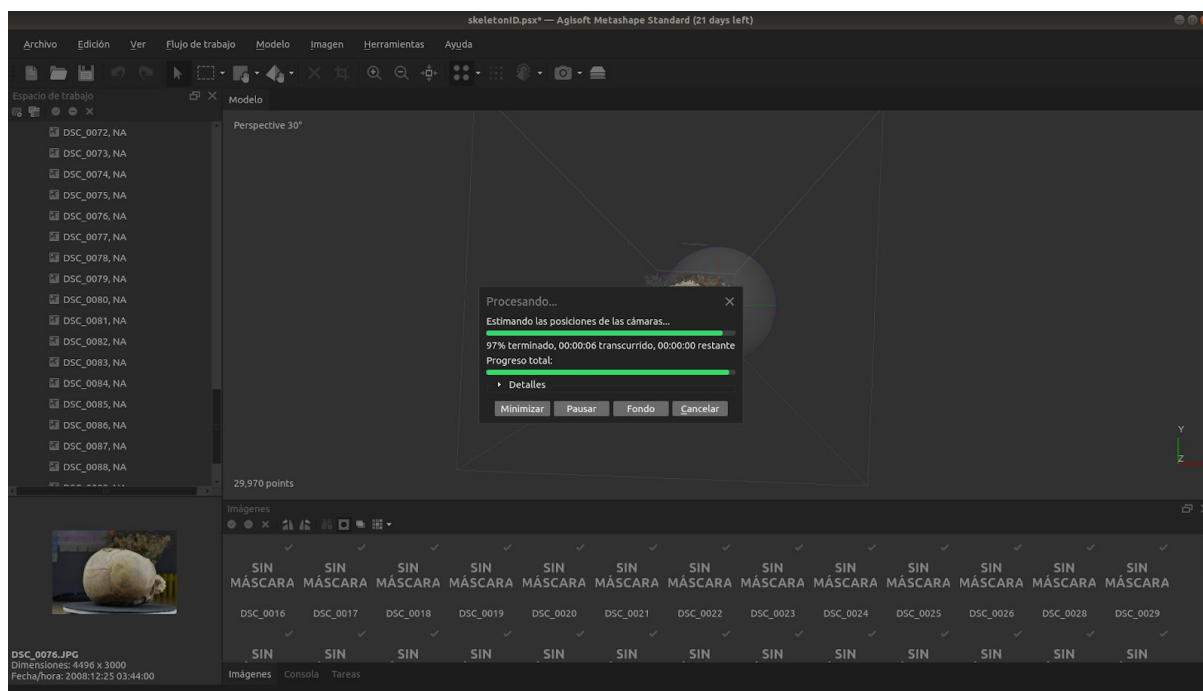 skeletonID.psx* — Agisoft Metashape Standard (21 days left)
Archivo Edición Ver Flujo de trabajo Modelo Imagen Herramientas Ayuda
Espacio de trabajo
Modelo
Perspective 30°
DSC_0072, NA
DSC_0073, NA
DSC_0074, NA
DSC_0075, NA
DSC_0076, NA
DSC_0077, NA
DSC_0078, NA
DSC_0079, NA
DSC_0080, NA
DSC_0081, NA
DSC_0082, NA
DSC_0083, NA
DSC_0084, NA
DSC_0085, NA
DSC_0086, NA
DSC_0087, NA
DSC_0088, NA
Procesando...
Estimando las posiciones de las cámaras...
97% terminado, 00:00:06 transcurrido, 00:00:00 restante
Progreso total:
Detalles
Minimizar Pausar Fondo Cancelar
Y
Z
29,970 points
Imágenes
SIN SIN SIN SIN SIN SIN SIN SIN SIN SIN SIN SIN SIN
MÁSCARA MÁSCARA MÁSCARA MÁSCARA MÁSCARA MÁSCARA MÁSCARA MÁSCARA MÁSCARA MÁSCARA MÁSCARA MÁSCARA MÁSCARA
DSC_0016 DSC_0017 DSC_0018 DSC_0019 DSC_0020 DSC_0021 DSC_0022 DSC_0023 DSC_0024 DSC_0025 DSC_0026 DSC_0028 DSC_0029
SIN SIN SIN SIN SIN SIN SIN SIN SIN SIN SIN SIN SIN
DSC_0076.JPG
Dimensiones: 4496 x 3000
Fecha/hora: 2008:12:25 03:44:00
Imágenes Consola Tareas